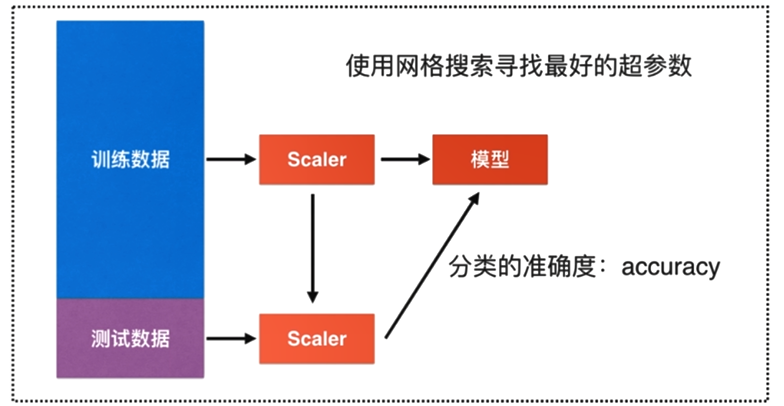 使用网格搜索寻找最好的超参数
训练数据
Scaler
模型
分类的准确度：accuracy
测试数据
Scaler